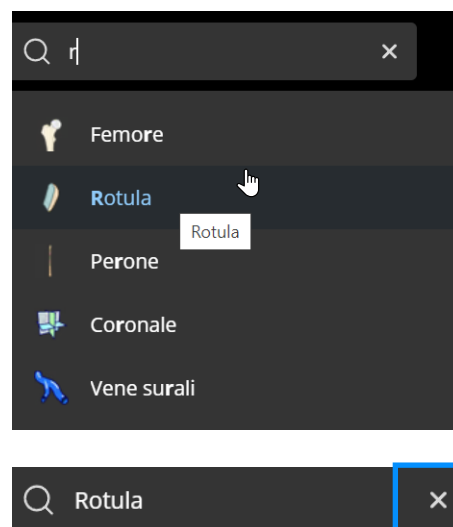 r
Femore
Rotula
Rotula
Perone
Coronale
Vene surali
Rotula